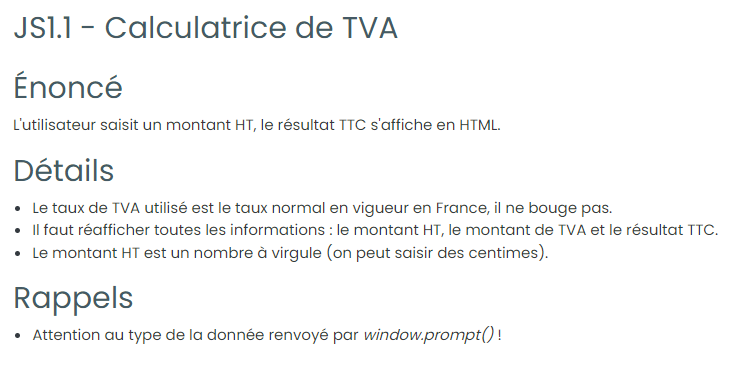 JS1.1 - Calculatrice de TVA
Énoncé
L'utilisateur saisit un montant HT, le résultat TTC s'affiche en HTML.
Détails
• Le taux de TVA utilisé est le taux normal en vigueur en France, il ne bouge pas.
• Il faut réafficher toutes les informations : le montant HT, le montant de TVA et le résultat TTC.
• Le montant HT est un nombre à virgule (on peut saisir des centimes).
Rappels
• Attention au type de la donnée renvoyé par window.prompt() !